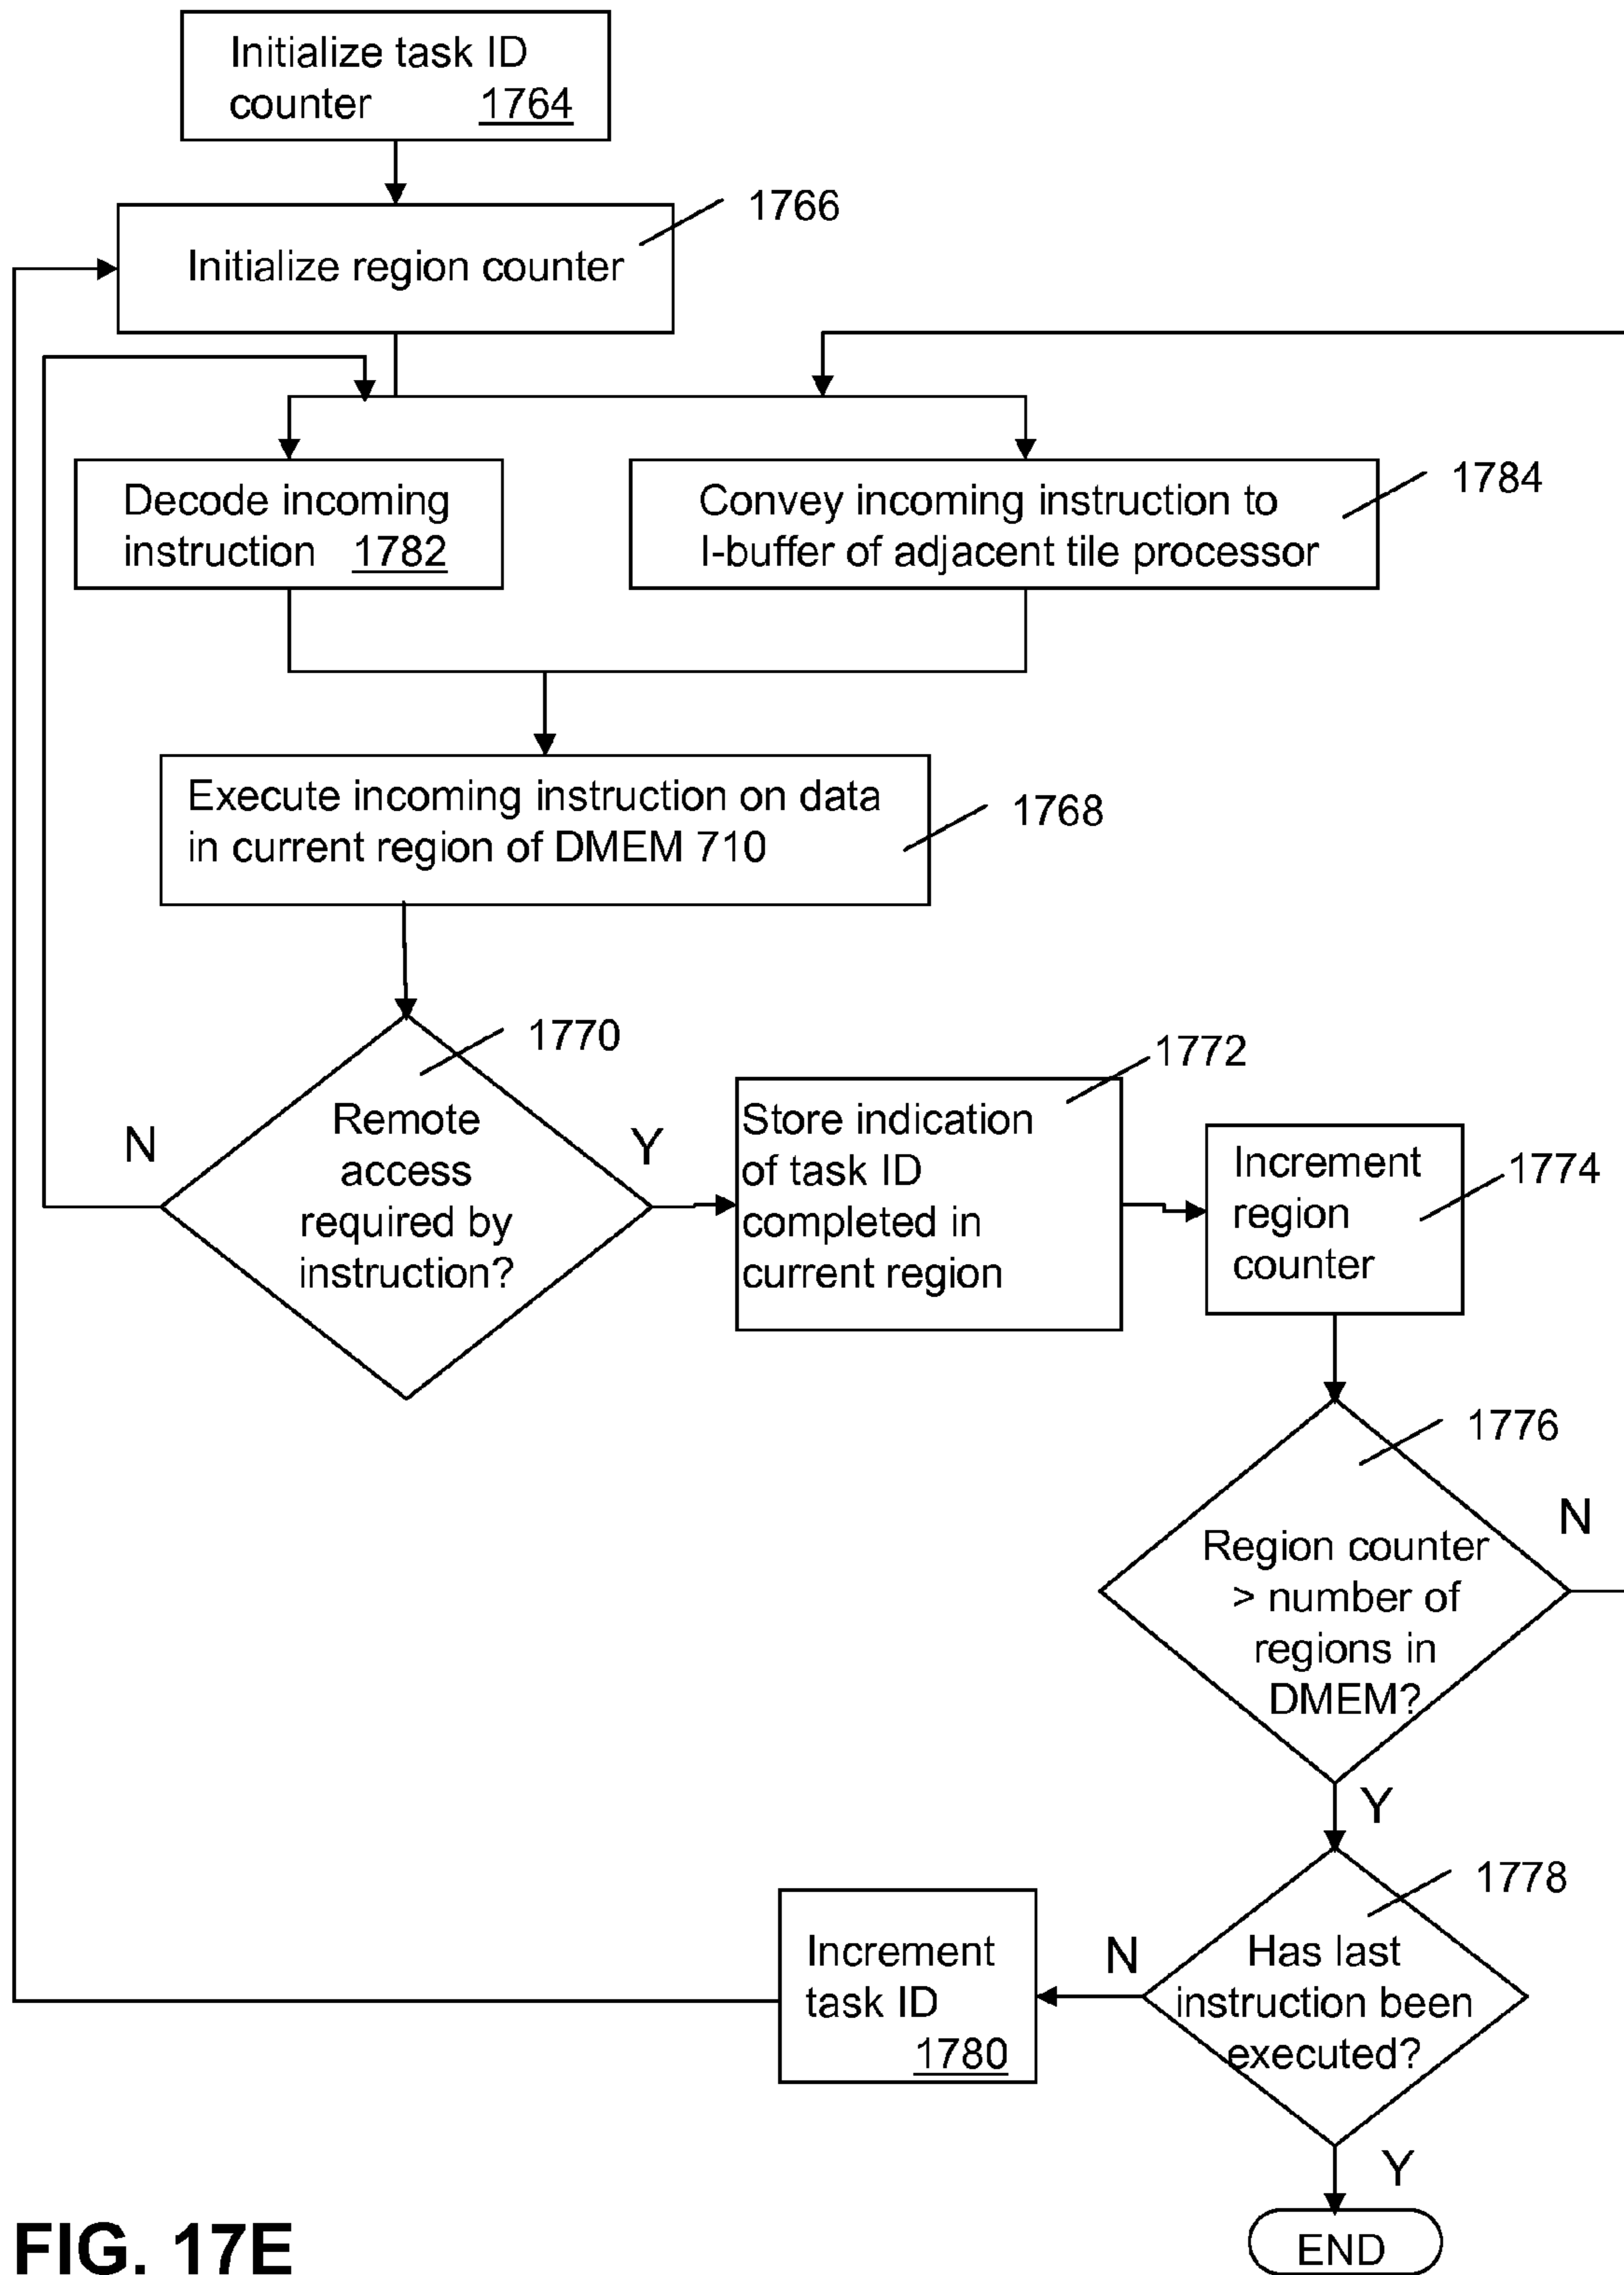 Initialize task ID
counter 1764
1766
Initialize region counter
Decode incoming
instruction 1782
Convey incoming instruction to
I-buffer of adjacent tile processor
1784
Execute incoming instruction on data
in current region of DMEM 710
1768
1770
Remote
access
required by
instruction?
N
Y
1772
Store indication
of task ID
completed in
current region
Increment
region
counter
1774
1776
Region counter
> number of
regions in
DMEM?
N
Y
1778
Has last
instruction been
executed?
N
Increment
task ID
1780
Y
END
FIG. 17E